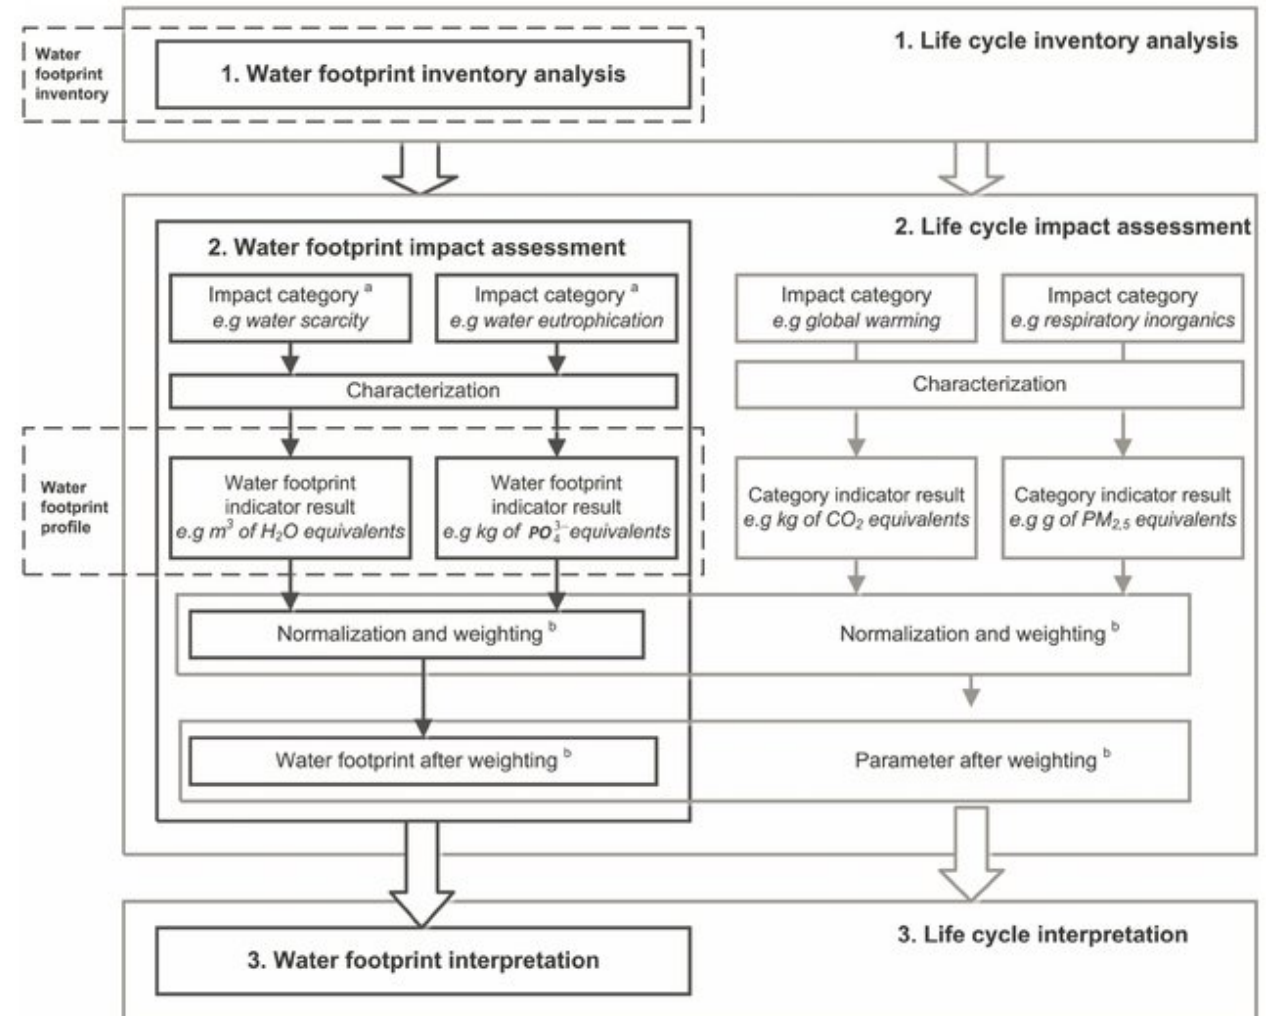 Water
footprint
inventory
1. Water footprint inventory analysis
1. Life cycle inventory analysis
2. Life cycle impact assessment
2. Water footprint impact assessment
Impact category a
e.g water scarcity
Impact category a
e.g water eutrophication
Impact category
e.g global warming
Impact category
e.g respiratory inorganics
Characterization
Characterization
Water
footprint
profile
Water footprint
indicator result
e.g m³ of H₂O equivalents
Water footprint
indicator result
e.g kg of PO₄³⁻ equivalents
Category indicator result
e.g kg of CO₂ equivalents
Category indicator result
e.g g of PM₂,₅ equivalents
Normalization and weighting b
Normalization and weighting b
Water footprint after weighting b
Parameter after weighting b
3. Water footprint interpretation
3. Life cycle interpretation